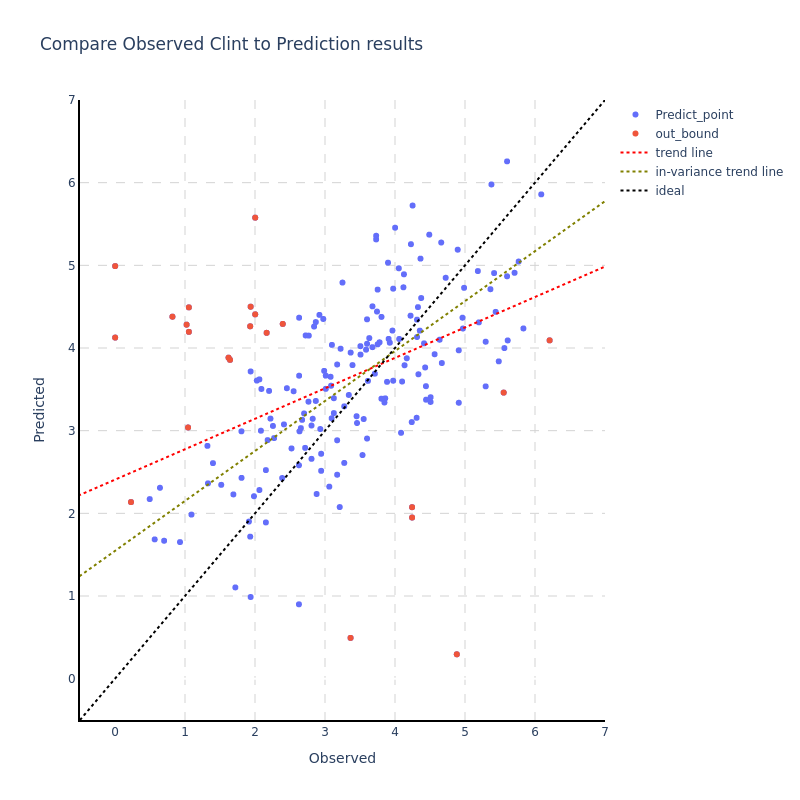 Compare Observed Clint to Prediction results
Predict_point
out_bound
trend line
in-variance trend line
ideal
7
6
5
4
3
2
1
0
Predicted
0 1 2 3 4 5 6 7
Observed